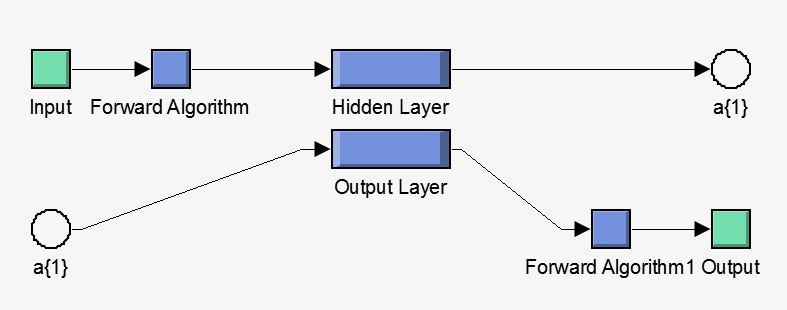 Input
Forward Algorithm
Hidden Layer
a{1}
Output Layer
a{1}
Forward Algorithm1
Output